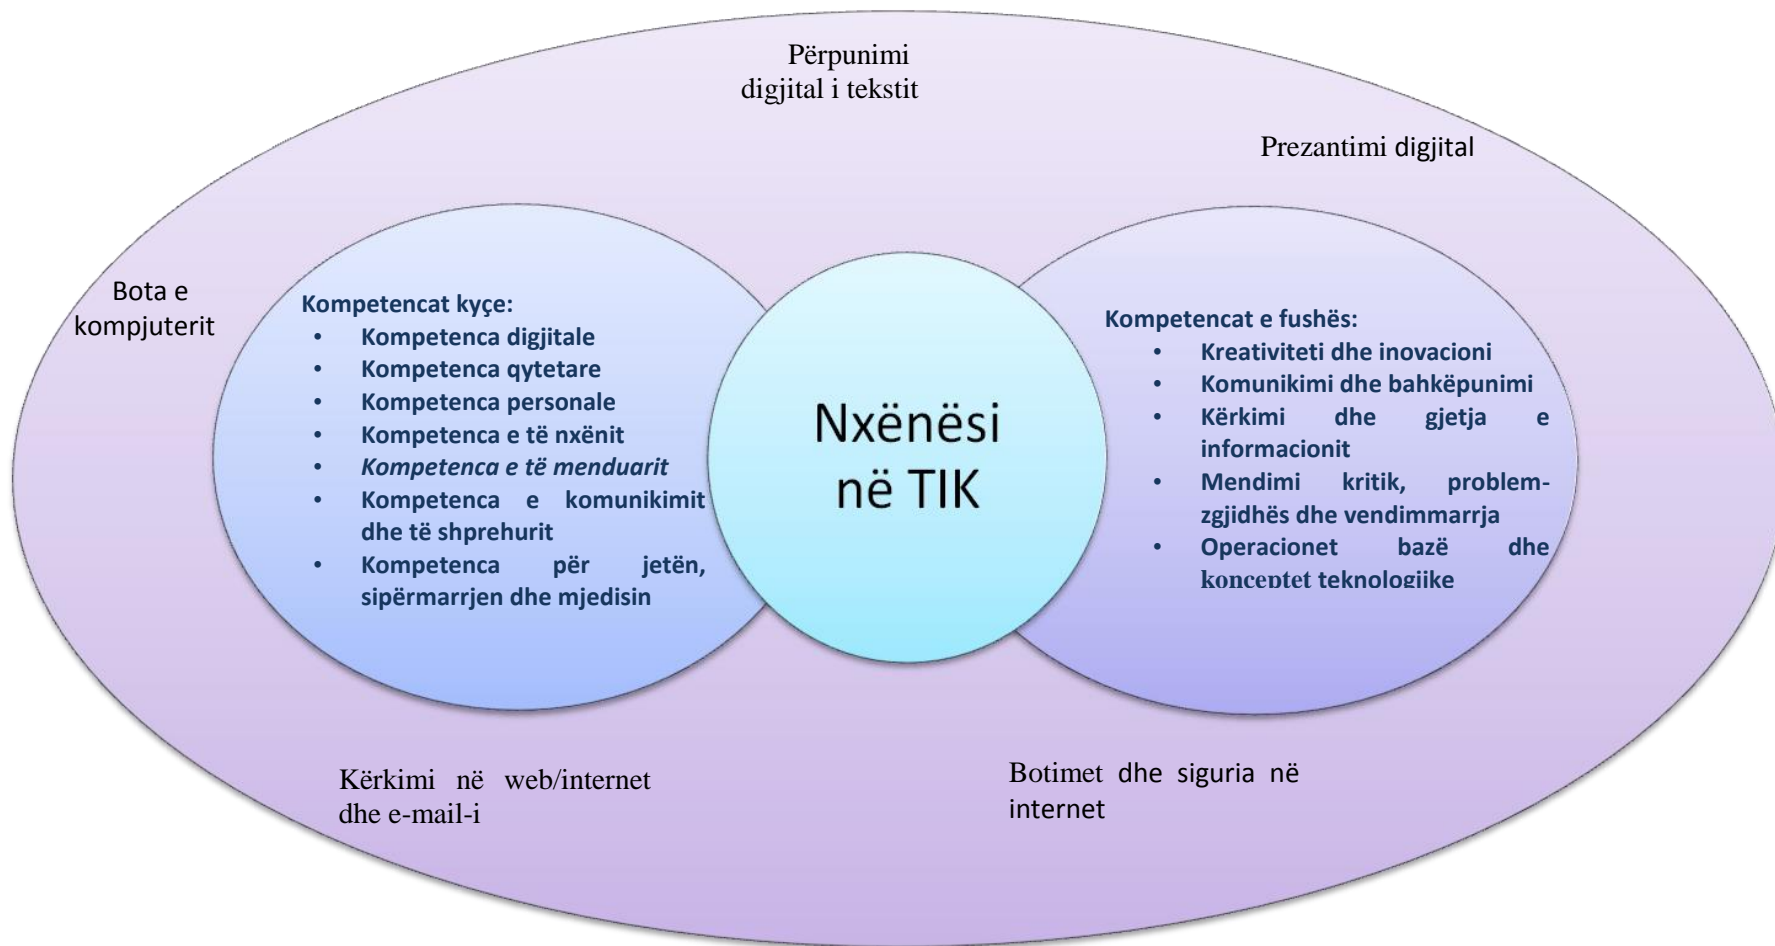 Përpunimi
digjital i tekstit
Prezantimi digjital
Bota e
kompjuterit
Kompetencat kyçe:
• Kompetenca digjitale
• Kompetenca qytetare
• Kompetenca personale
• Kompetenca e të nxënit
• Kompetenca e të menduarit
• Kompetenca e komunikimit
dhe të shprehurit
• Kompetenca për jetën,
sipërmarrjen dhe mjedisin
Nxënësi
në TIK
Kompetencat e fushës:
• Kreativiteti dhe inovacioni
• Komunikimi dhe bahkëpunimi
• Kërkimi dhe gjetja e
informacionit
• Mendimi kritik, problem-
zgjidhës dhe vendimmarrja
• Operacionet bazë dhe
konceptet teknologjike
Kërkimi në web/internet
dhe e-mail-i
Botimet dhe siguria në
internet